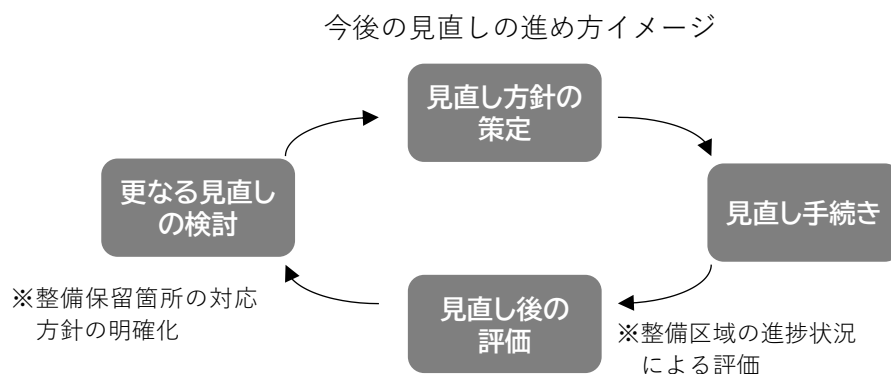 今後の見直しの進め方イメージ
見直し方針の
策定
更なる見直し
の検討
見直し手続き
見直し後の
評価
※整備保留箇所の対応
方針の明確化
※整備区域の進捗状況
による評価